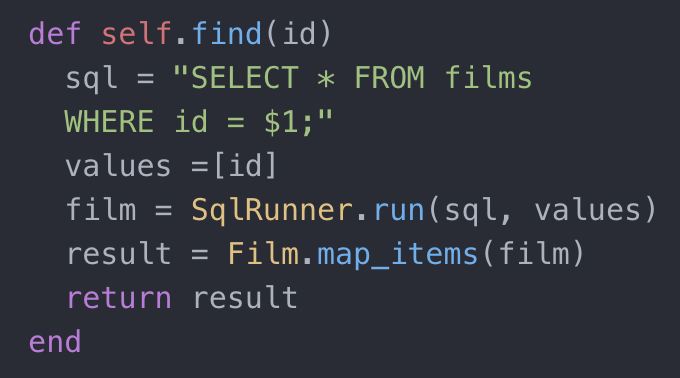 def self.find(id)
  sql = "SELECT * FROM films
  WHERE id = $1;"
  values =[id]
  film = SqlRunner.run(sql, values)
  result = Film.map_items(film)
  return result
end